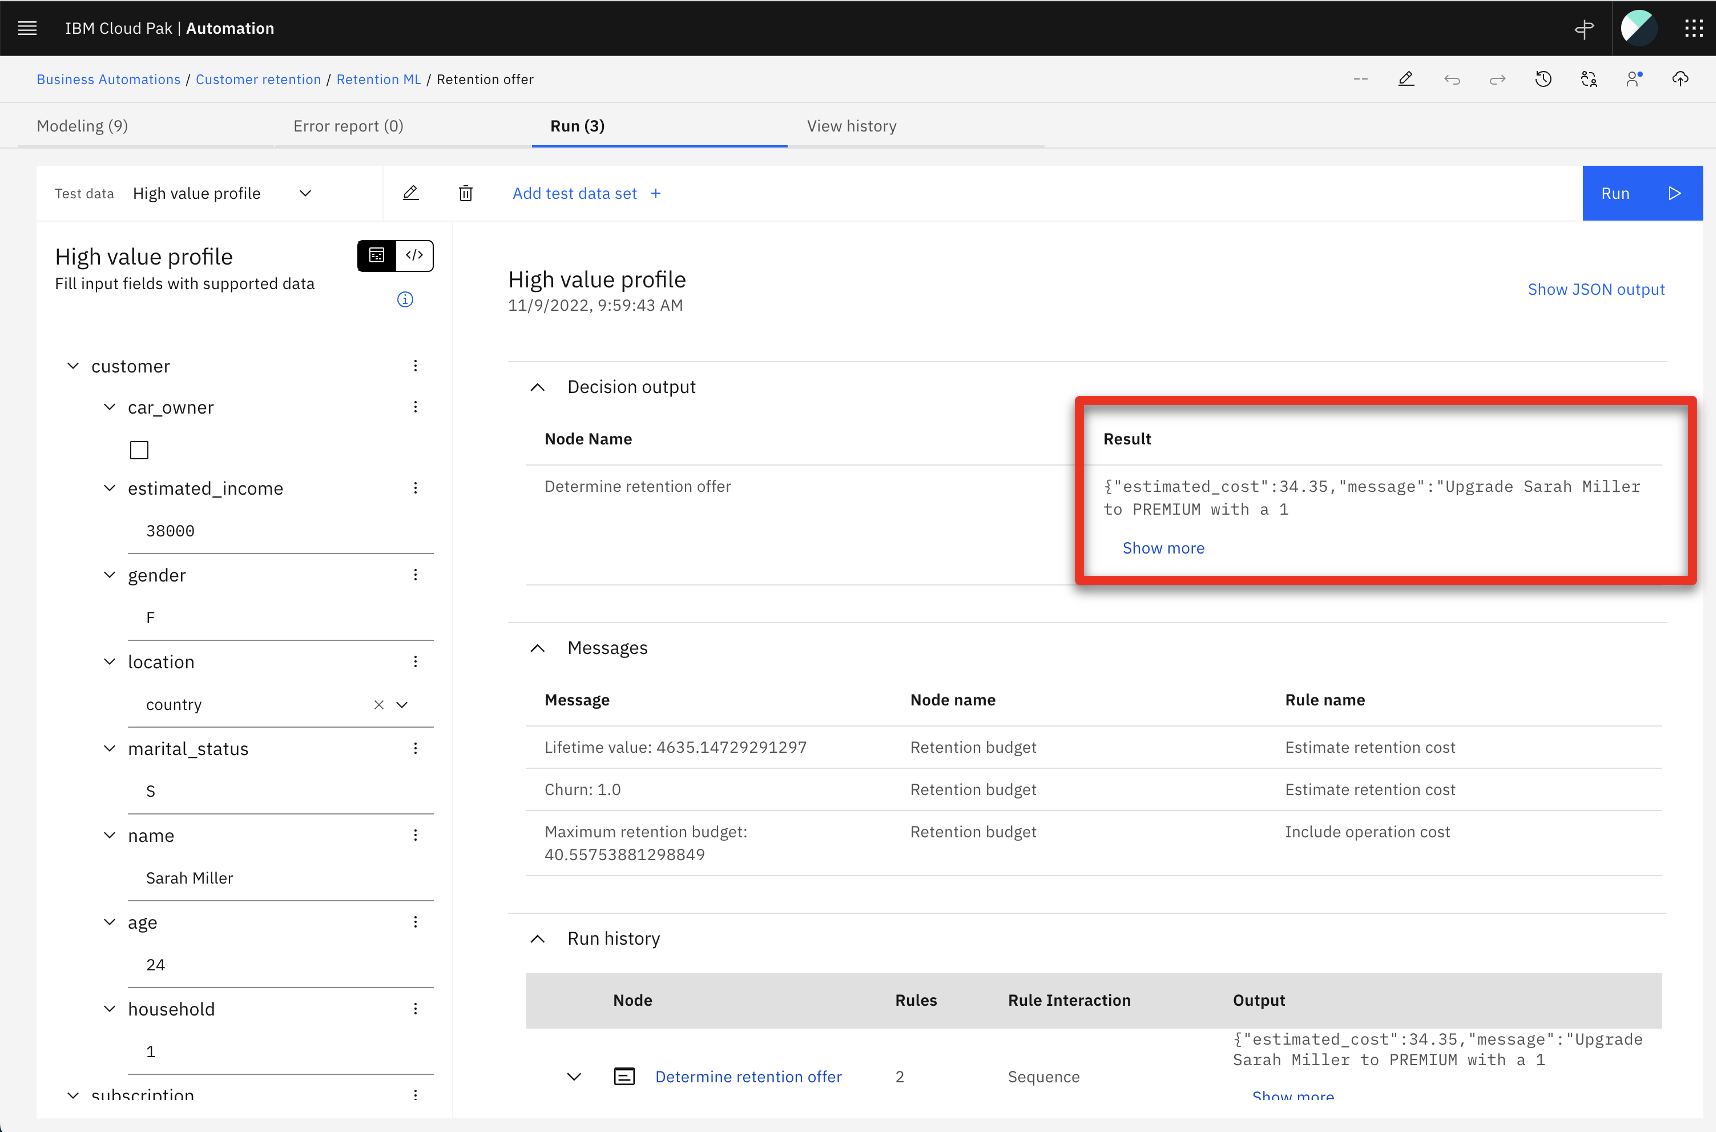 IBM Cloud Pak | Automation
Business Automations / Customer retention / Retention ML / Retention offer
Modeling (9)
Error report (0)
Run (3)
View history
Test data
High value profile
Add test data set +
Run
High value profile
Fill input fields with supported data
customer
car_owner
estimated_income
38000
gender
F
location
country
marital_status
S
name
Sarah Miller
age
24
household
1
subscription
High value profile
11/9/2022, 9:59:43 AM
Show JSON output
Decision output
Node Name
Result
Determine retention offer
{"estimated_cost":34.35,"message":"Upgrade Sarah Miller
to PREMIUM with a 1
Show more
Messages
Message
Node name
Rule name
Lifetime value: 4635.14729291297
Retention budget
Estimate retention cost
Churn: 1.0
Retention budget
Estimate retention cost
Maximum retention budget:
40.55753881298849
Retention budget
Include operation cost
Run history
Node
Rules
Rule Interaction
Output
Determine retention offer
2
Sequence
{"estimated_cost":34.35,"message":"Upgrade
Sarah Miller to PREMIUM with a 1
Show more